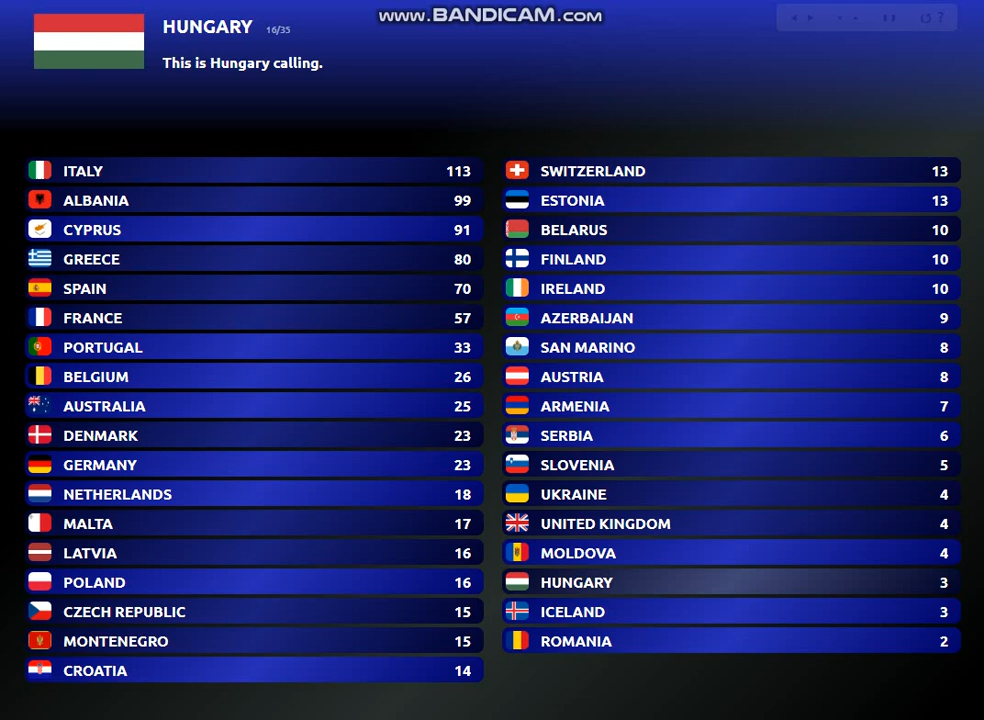 www.BANDICAM.com
HUNGARY 16/35
This is Hungary calling.
ITALY 113
ALBANIA 99
CYPRUS 91
GREECE 80
SPAIN 70
FRANCE 57
PORTUGAL 33
BELGIUM 26
AUSTRALIA 25
DENMARK 23
GERMANY 23
NETHERLANDS 18
MALTA 17
LATVIA 16
POLAND 16
CZECH REPUBLIC 15
MONTENEGRO 15
CROATIA 14
SWITZERLAND 13
ESTONIA 13
BELARUS 10
FINLAND 10
IRELAND 10
AZERBAIJAN 9
SAN MARINO 8
AUSTRIA 8
ARMENIA 7
SERBIA 6
SLOVENIA 5
UKRAINE 4
UNITED KINGDOM 4
MOLDOVA 4
HUNGARY 3
ICELAND 3
ROMANIA 2